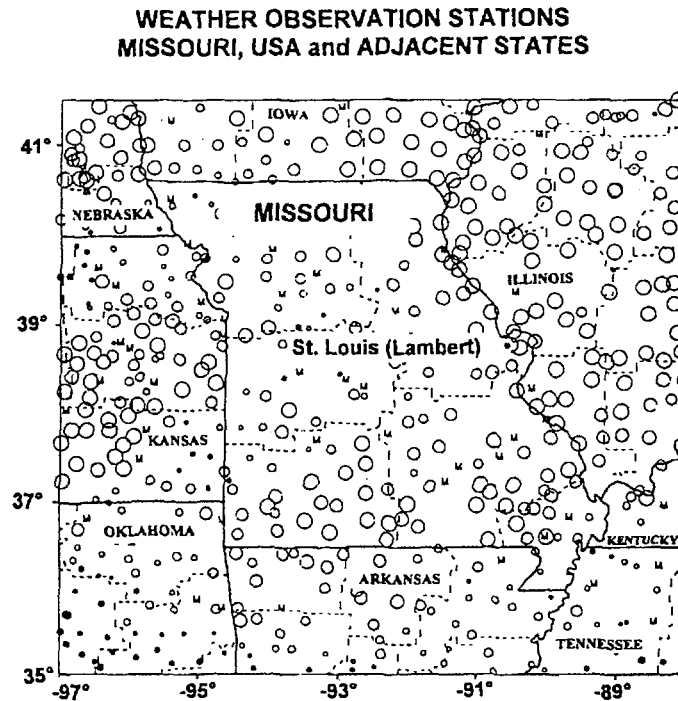 WEATHER OBSERVATION STATIONS
MISSOURI, USA and ADJACENT STATES
IOWA
41°
NEBRASKA
MISSOURI
ILLINOIS
39°
St. Louis (Lambert)
KANSAS
37°
OKLAHOMA
KENTUCKY
ARKANSAS
TENNESSEE
35°
-97 -95 -93 -91 -89